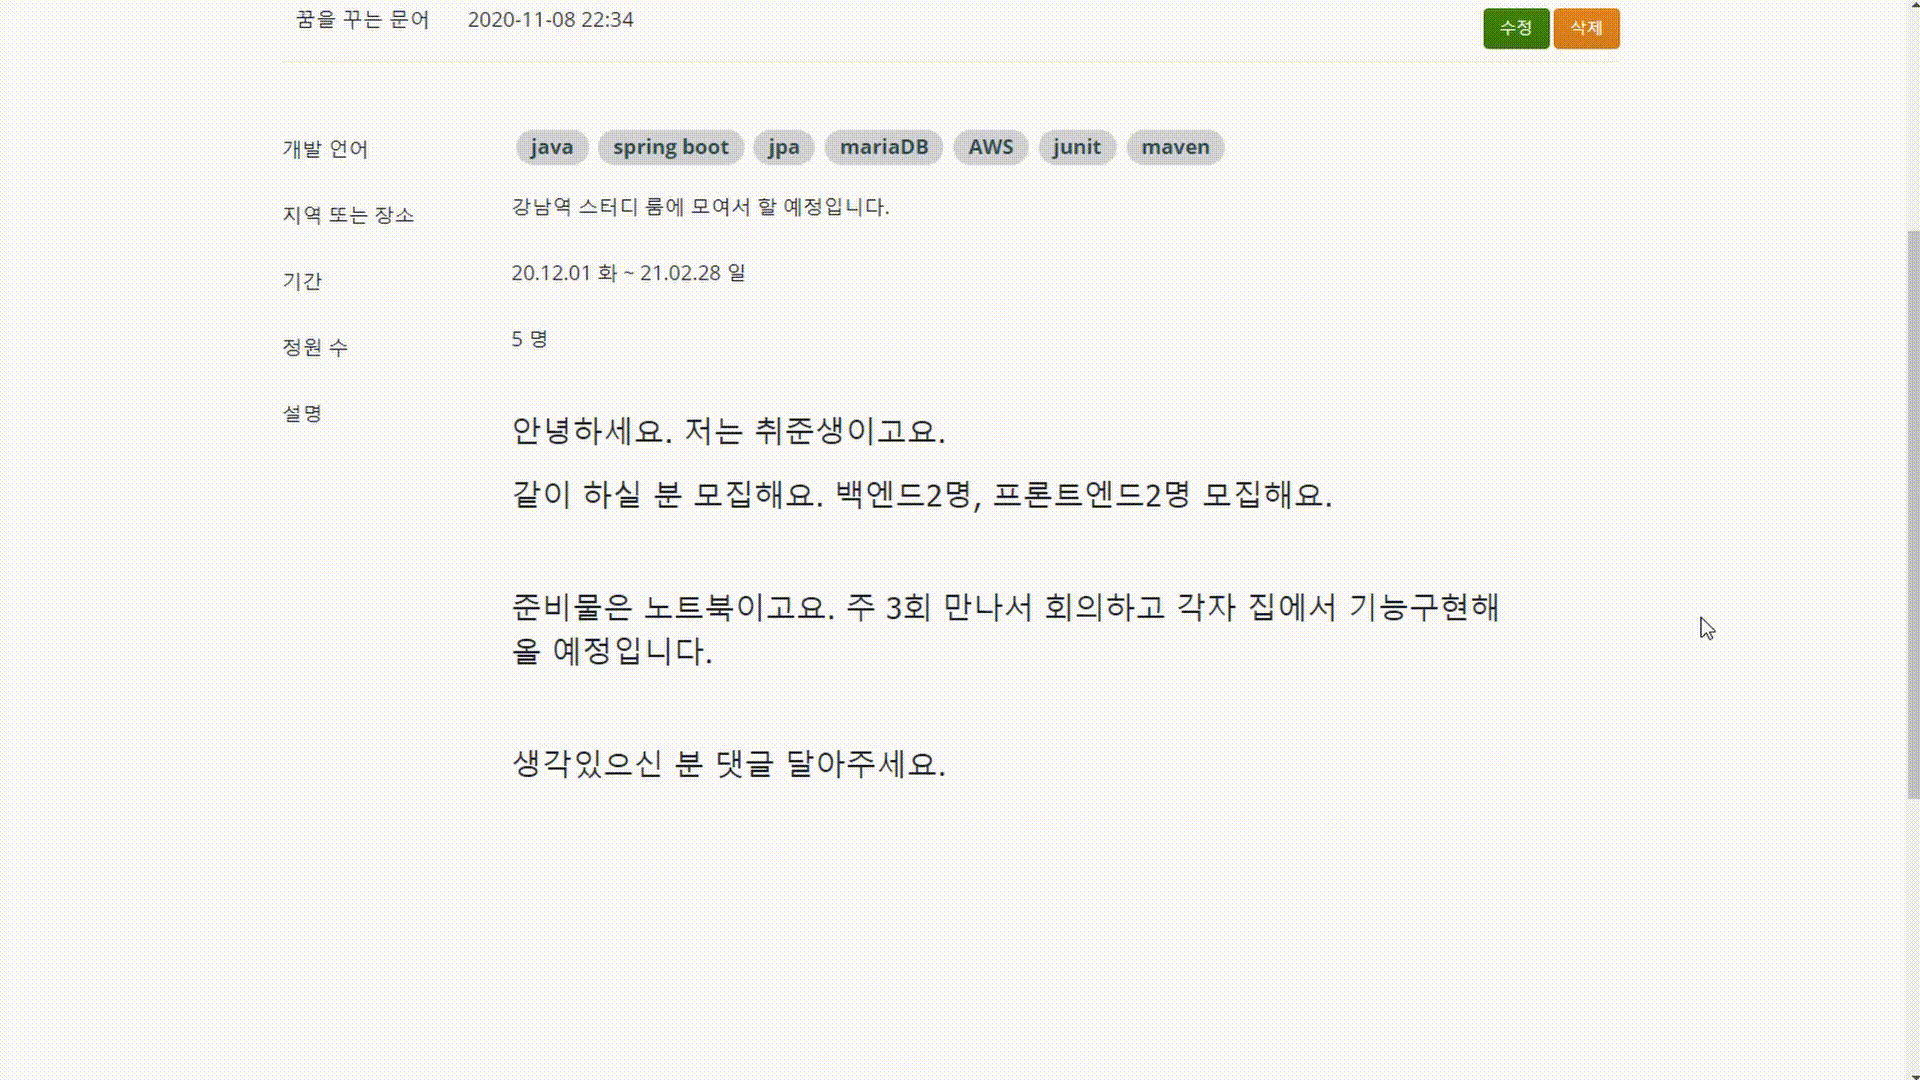 꿈을 꾸는 문어 2020-11-08 22:34 수정 삭제
개발 언어 java spring boot jpa mariaDB AWS junit maven
지역 또는 장소 강남역 스터디 룸에 모여서 할 예정입니다.
기간 20.12.01 화 ~ 21.02.28 일
정원 수 5 명
설명
안녕하세요. 저는 취준생이고요.
같이 하실 분 모집해요. 백엔드2명, 프론트엔드2명 모집해요.
준비물은 노트북이고요. 주 3회 만나서 회의하고 각자 집에서 기능구현해
올 예정입니다.
생각있으신 분 댓글 달아주세요.